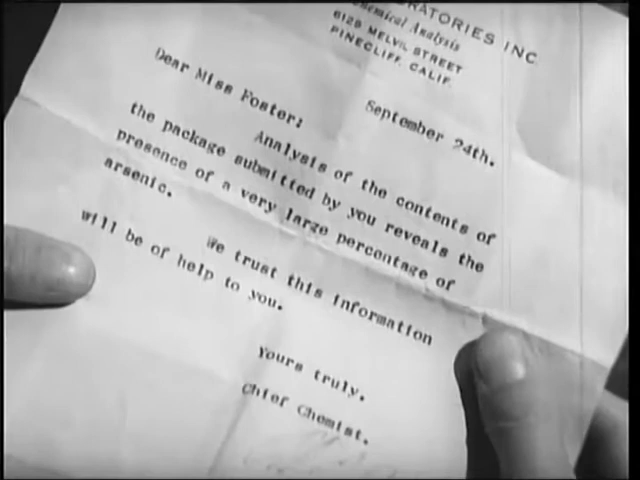 RATORIES INC
Chemical Analysis
6129 MELVIL STREET
PINECLIFF, CALIF.
September 24th.
Dear Miss Foster:
Analysis of the contents of
the package submitted by you reveals the
presence of a very large percentage of
arsenic.
We trust this information
will be of help to you.
Yours truly.
Chief Chemist.